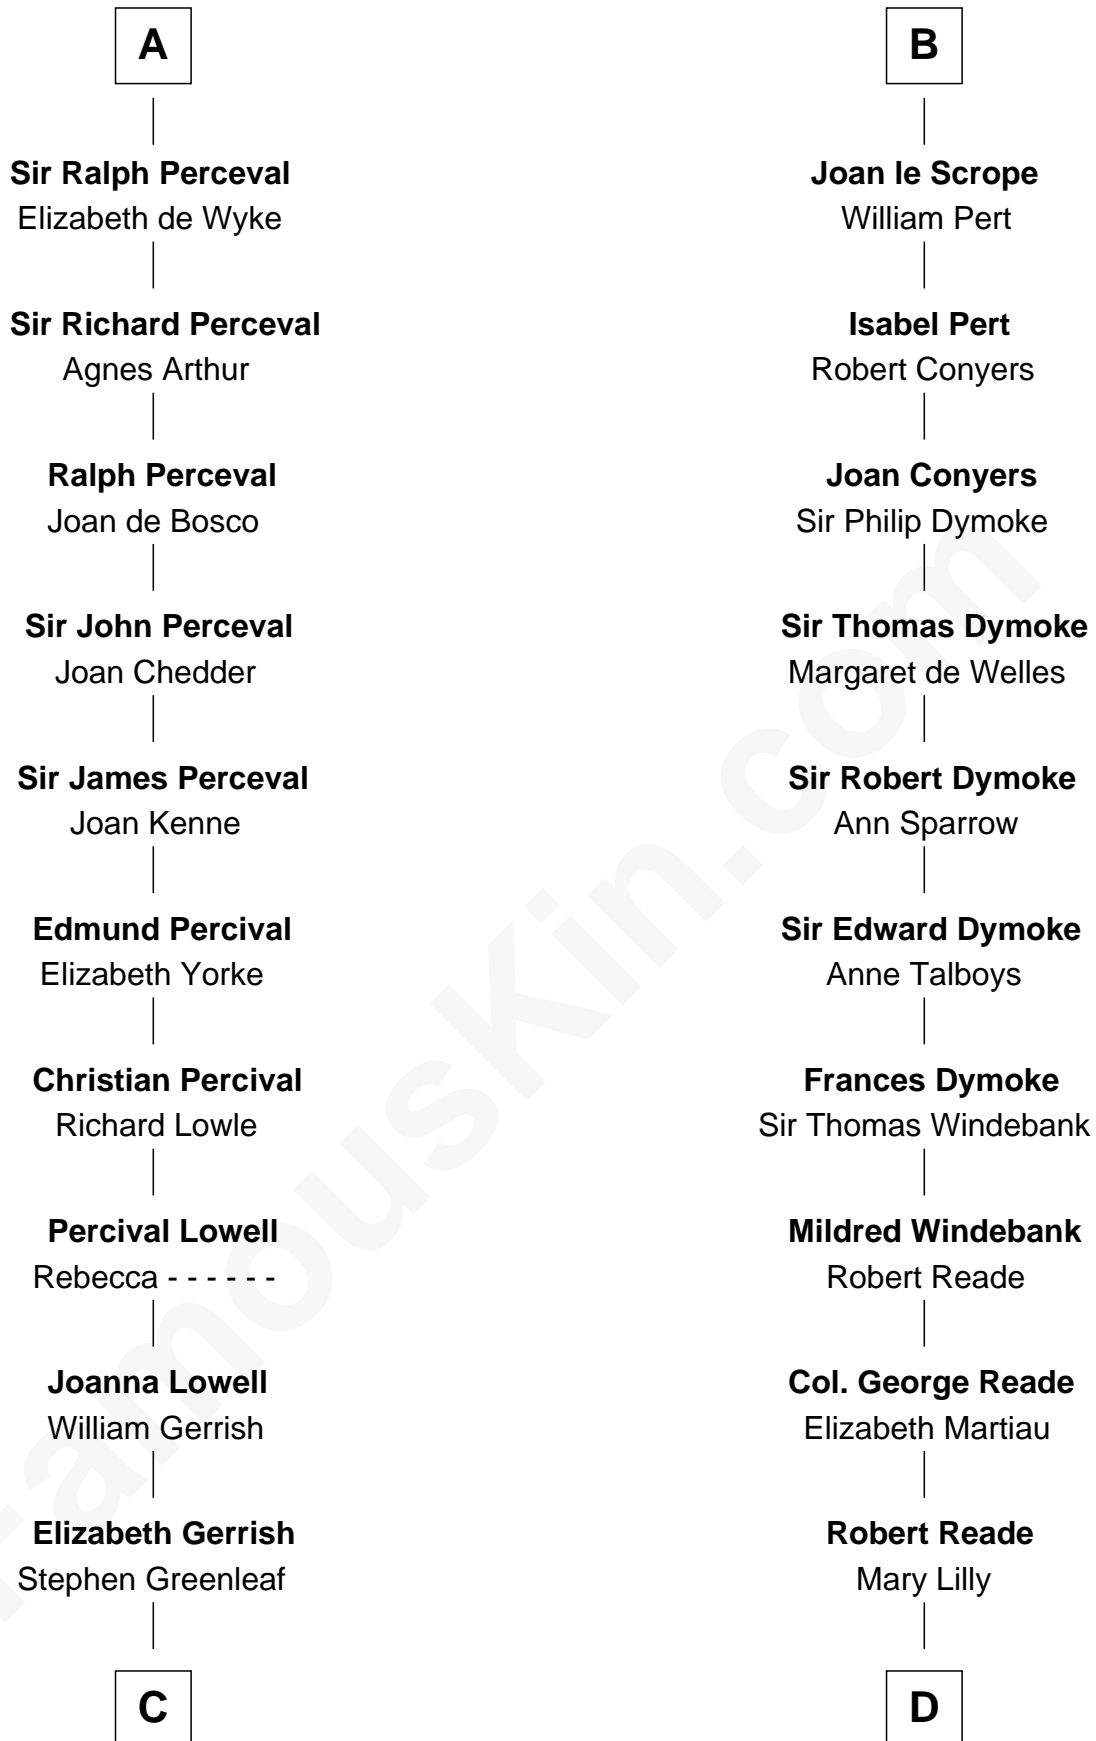 A
Sir Ralph Perceval
Elizabeth de Wyke
Sir Richard Perceval
Agnes Arthur
Ralph Perceval
Joan de Bosco
Sir John Perceval
Joan Chedder
Sir James Perceval
Joan Kenne
Edmund Percival
Elizabeth Yorke
Christian Percival
Richard Lowle
Percival Lowell
Rebecca - - - - - -
Joanna Lowell
William Gerrish
Elizabeth Gerrish
Stephen Greenleaf
C
B
Joan le Scrope
William Pert
Isabel Pert
Robert Conyers
Joan Conyers
Sir Philip Dymoke
Sir Thomas Dymoke
Margaret de Welles
Sir Robert Dymoke
Ann Sparrow
Sir Edward Dymoke
Anne Talboys
Frances Dymoke
Sir Thomas Windebank
Mildred Windebank
Robert Reade
Col. George Reade
Elizabeth Martiau
Robert Reade
Mary Lilly
D
FamousKin.com